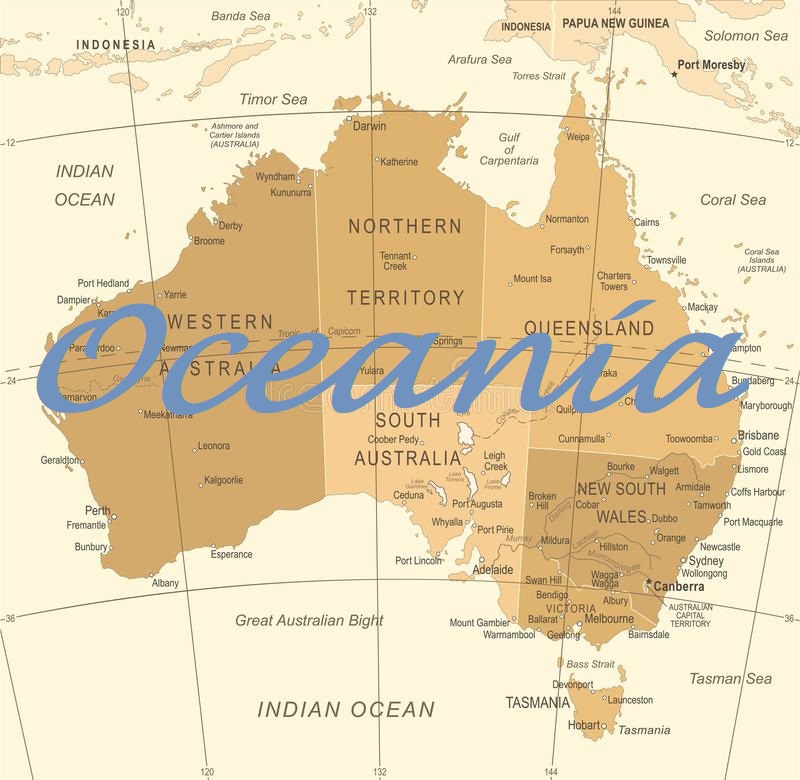 120
132
144
Banda Sea
INDONESIA
INDONESIA
PAPUA NEW GUINEA
Solomon Sea
Arafura Sea
Port Moresby
Torres Strait
Timor Sea
Ashmore and
Cartier Islands
(AUSTRALIA)
Darwin
Gulf
of
Carpentaria
Weipa
12
12
Katherine
INDIAN
OCEAN
Wyndham
Kununurra
Coral Sea
Derby
Broome
NORTHERN
TERRITORY
Normanton
Cairns
Forsayth
Tennant
Creek
Townsville
Coral Sea
Islands
(AUSTRALIA)
Port Hedland
Dampier
Yarrie
Mount Isa
Charters
Towers
Mackay
WESTERN
AUSTRALIA
Tropic of Capricorn
QUEENSLAND
Oceanía
Springs
Yulara
24
24
Bundaberg
Maryborough
Meekatharra
SOUTH
AUSTRALIA
Coober Pedy
Cunnamulla
Toowoomba
Brisbane
Gold Coast
Leonora
Geraldton
Kalgoorlie
Leigh
Creek
Lake
Torrens
Lake
Gairdner
Lake
Frome
Bourke
Walgett
Lismore
Ceduna
Port Augusta
Broken
Hill
NEW SOUTH
WALES
Cobar
Armidale
Coffs Harbour
Tamworth
Darling
Dubbo
Port Macquarie
Perth
Fremantle
Whyalla
Port Pirie
Orange
Bunbury
Esperance
Murray
Mildura
Lachlan
Hillston
Newcastle
Sydney
Port Lincoln
Adelaide
Murrumbidgee
Wollongong
Albany
Swan Hill
Wagga
Wagga
Canberra
Bendigo
Albury
AUSTRALIAN
CAPITAL
TERRITORY
VICTORIA
36
36
Great Australian Bight
Mount Gambier
Ballarat
Melbourne
Warrnambool
Geelong
Bairnsdale
Bass Strait
Tasman Sea
Devonport
TASMANIA
Launceston
INDIAN OCEAN
Hobart
Tasmania
120
132
144